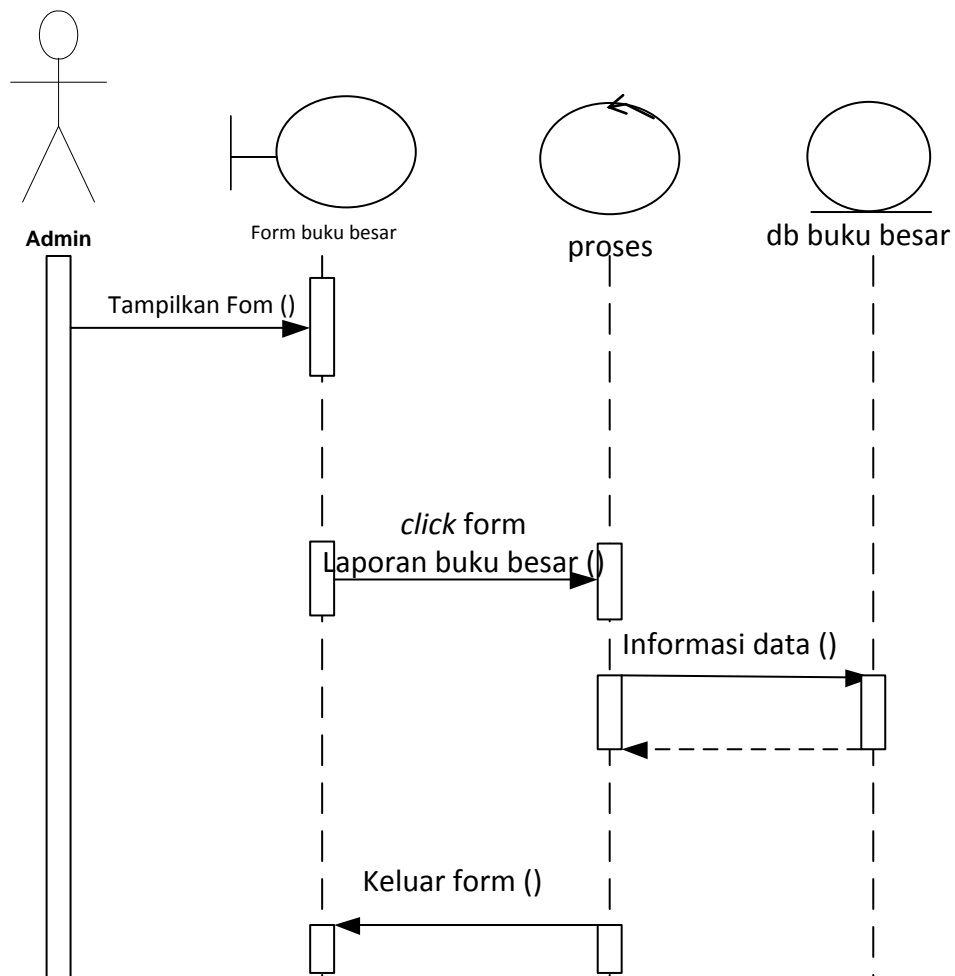 Admin
Form buku besar
proses
db buku besar
Tampilkan Fom ()
click form
Laporan buku besar ()
Informasi data ()
Keluar form ()